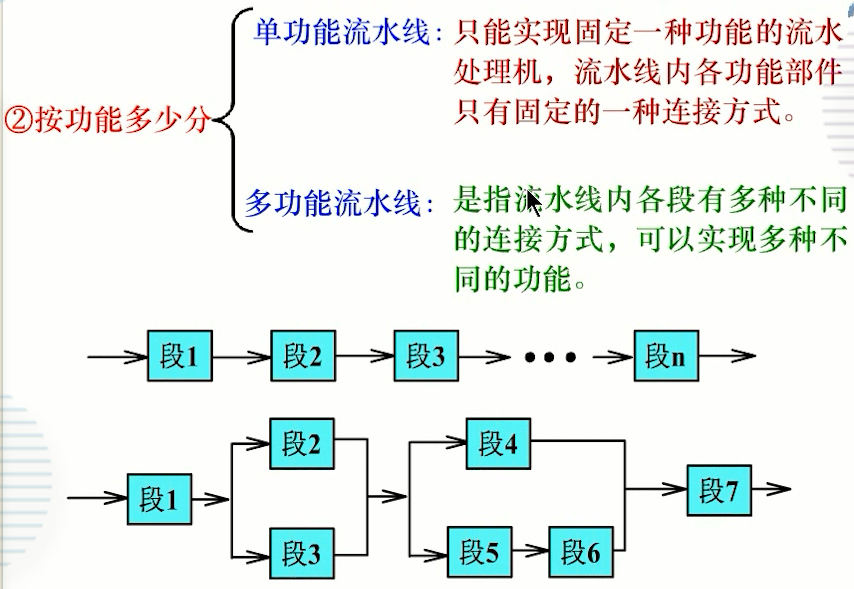 ②按功能多少分
单功能流水线：只能实现固定一种功能的流水
处理机，流水线内各功能部件
只有固定的一种连接方式。
多功能流水线：是指流水线内各段有多种不同
的连接方式，可以实现多种不
同的功能。
段1 段2 段3 ••• 段n
段2 段4
段1 段7
段3 段5 段6